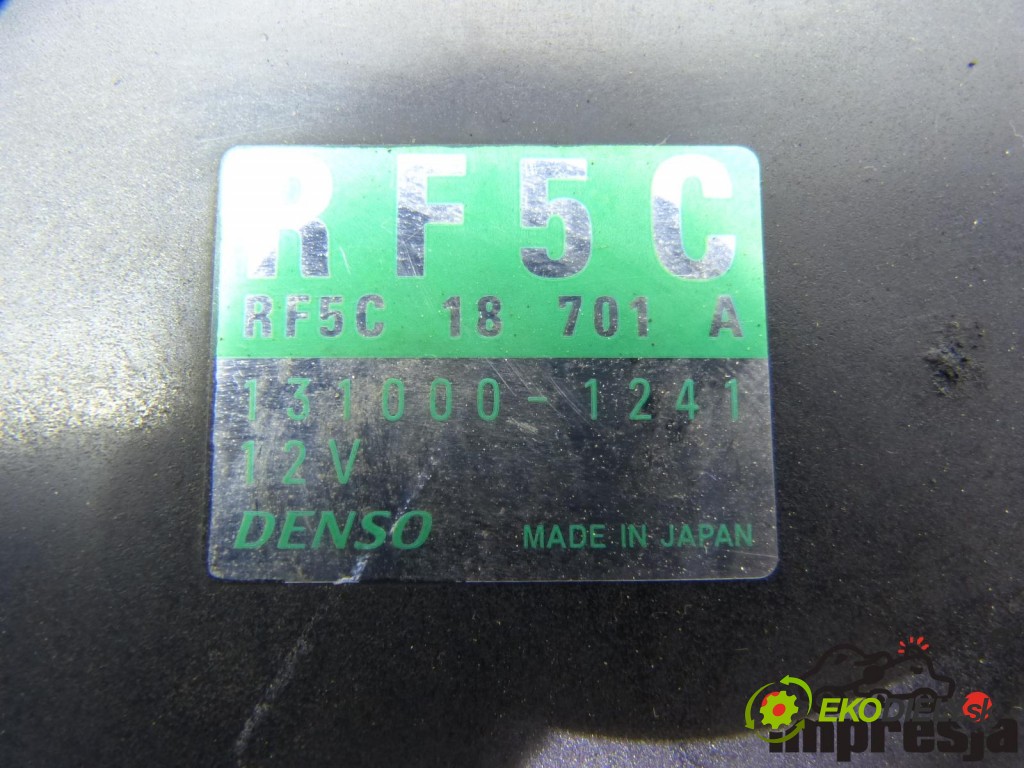 RF5C
RF5C 18 701 A
131000-1241
12V
DENSO MADE IN JAPAN
EKO
impresja